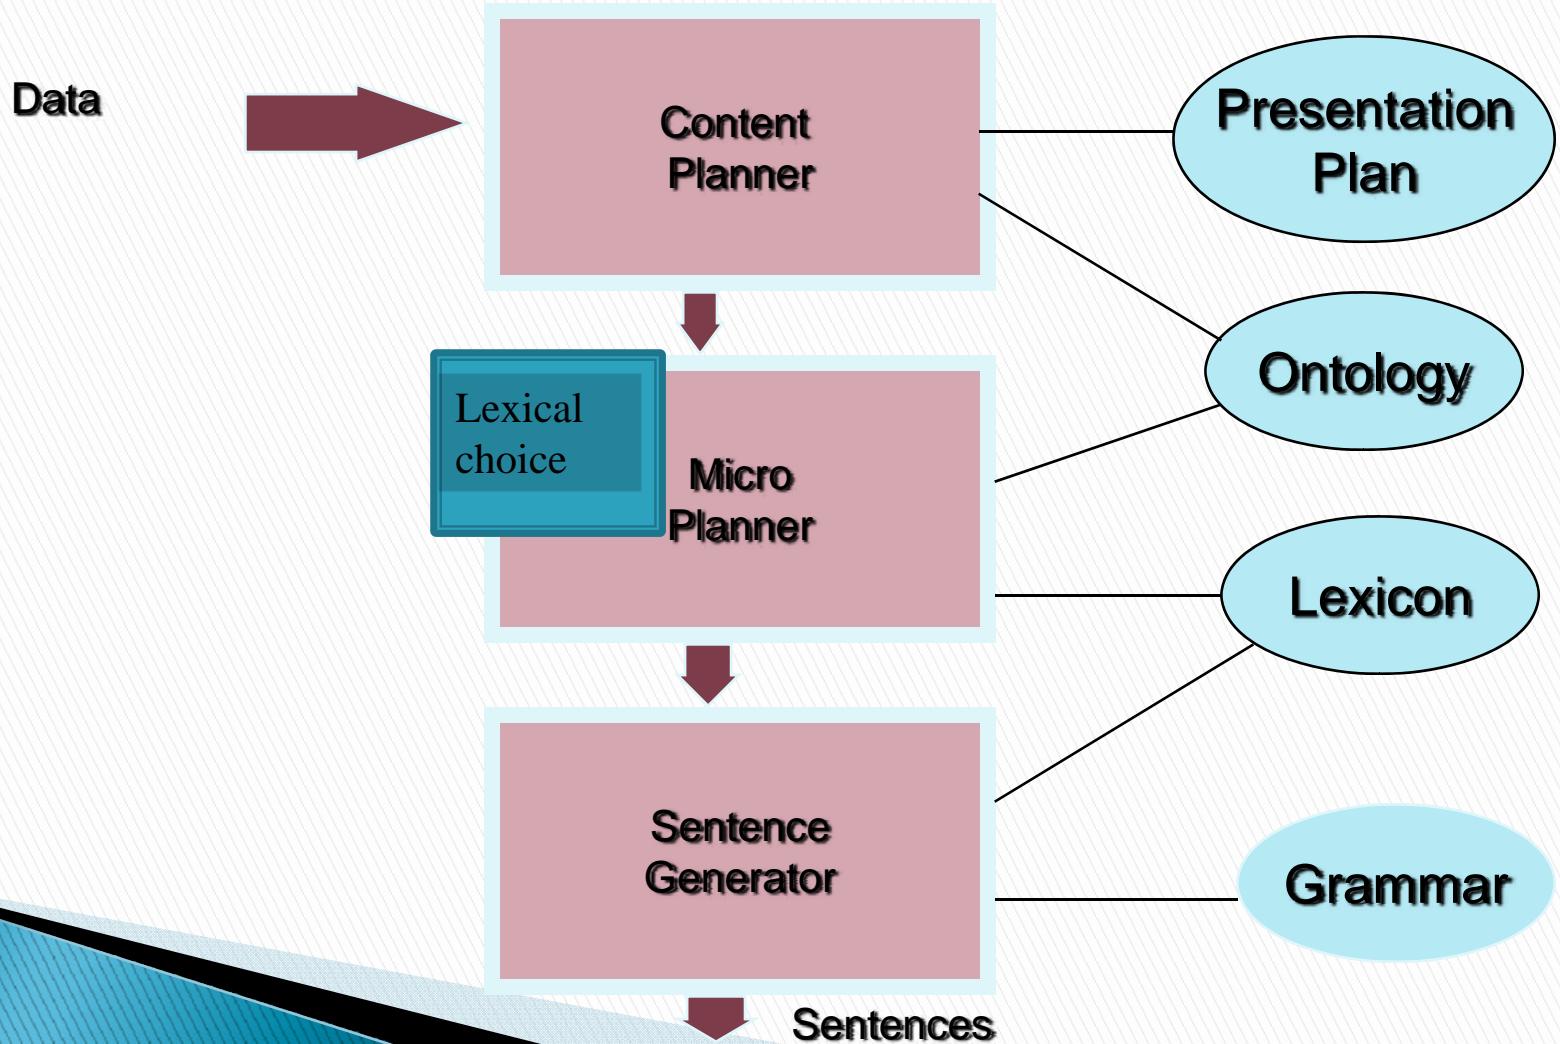 Data
Content
Planner
Presentation
Plan
Ontology
Lexical
choice
Micro
Planner
Lexicon
Sentence
Generator
Grammar
Sentences